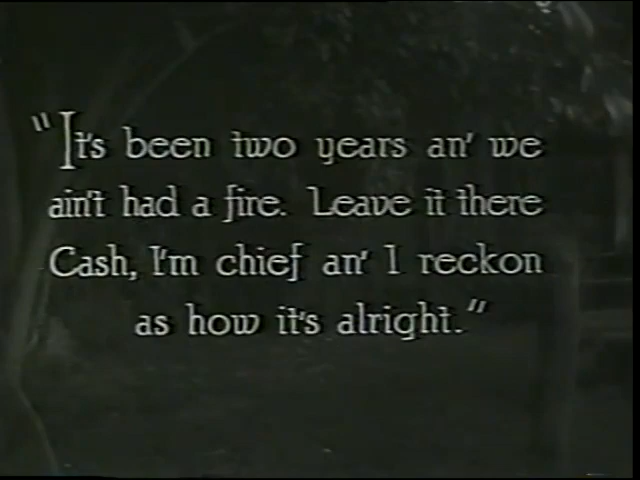 "It's been two years an' we
ain't had a fire. Leave it there
Cash, I'm chief an' I reckon
as how it's alright."